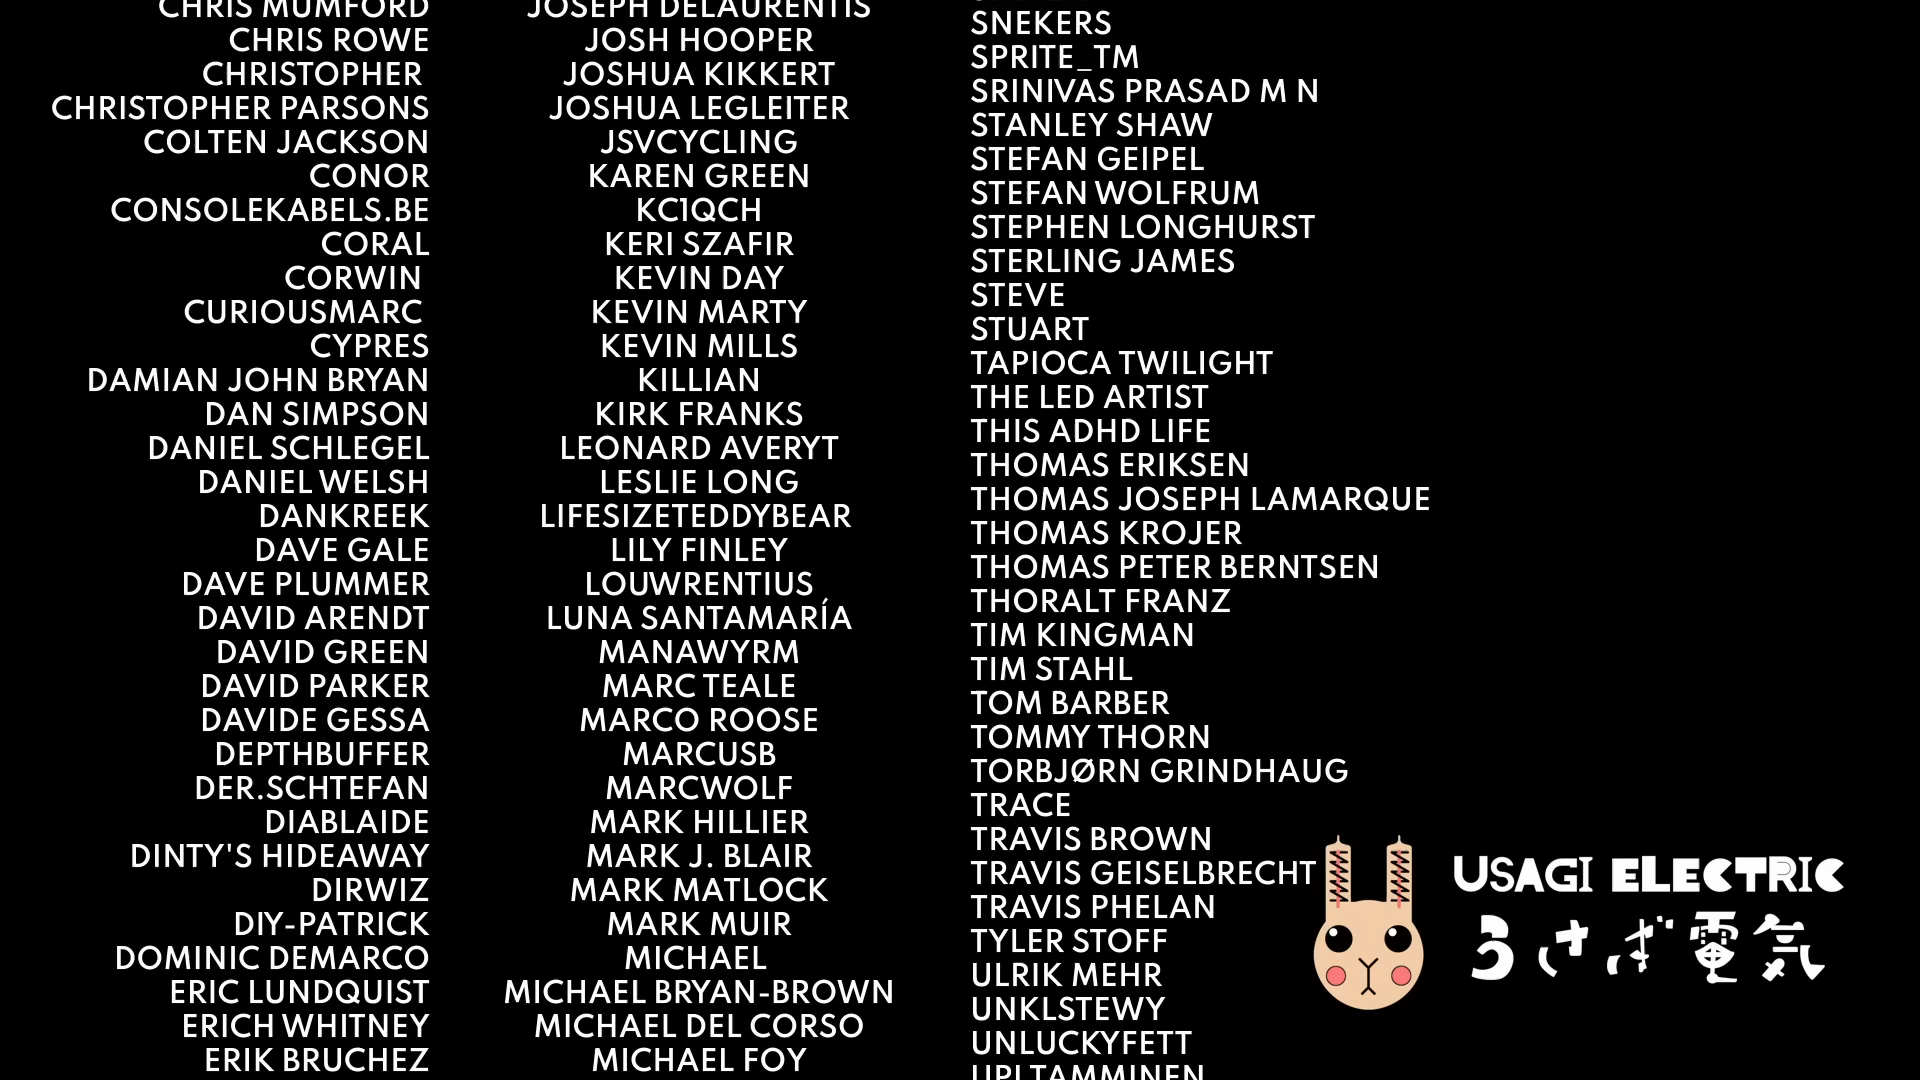 CHRIS MUMFORD
CHRIS ROWE
CHRISTOPHER
CHRISTOPHER PARSONS
COLTEN JACKSON
CONOR
CONSOLEKABELS.BE
CORAL
CORWIN
CURIOUSMARC
CYPRES
DAMIAN JOHN BRYAN
DAN SIMPSON
DANIEL SCHLEGEL
DANIEL WELSH
DANKREEK
DAVE GALE
DAVE PLUMMER
DAVID ARENDT
DAVID GREEN
DAVID PARKER
DAVIDE GESSA
DEPTHBUFFER
DER.SCHTEFAN
DIABLAIDE
DINTY'S HIDEAWAY
DIRWIZ
DIY-PATRICK
DOMINIC DEMARCO
ERIC LUNDQUIST
ERICH WHITNEY
ERIK BRUCHEZ
JOSEPH DELAURENTIS
JOSH HOOPER
JOSHUA KIKKERT
JOSHUA LEGLEITER
JSVCYCLING
KAREN GREEN
KC1QCH
KERI SZAFIR
KEVIN DAY
KEVIN MARTY
KEVIN MILLS
KILLIAN
KIRK FRANKS
LEONARD AVERYT
LESLIE LONG
LIFESIZETEDDYBEAR
LILY FINLEY
LOUWRENTIUS
LUNA SANTAMARÍA
MANAWYRM
MARC TEALE
MARCO ROOSE
MARCUSB
MARCWOLF
MARK HILLIER
MARK J. BLAIR
MARK MATLOCK
MARK MUIR
MICHAEL
MICHAEL BRYAN-BROWN
MICHAEL DEL CORSO
MICHAEL FOY
SNEKERS
SPRITE_TM
SRINIVAS PRASAD M N
STANLEY SHAW
STEFAN GEIPEL
STEFAN WOLFRUM
STEPHEN LONGHURST
STERLING JAMES
STEVE
STUART
TAPIOCA TWILIGHT
THE LED ARTIST
THIS ADHD LIFE
THOMAS ERIKSEN
THOMAS JOSEPH LAMARQUE
THOMAS KROJER
THOMAS PETER BERNTSEN
THORALT FRANZ
TIM KINGMAN
TIM STAHL
TOM BARBER
TOMMY THORN
TORBJØRN GRINDHAUG
TRACE
TRAVIS BROWN
TRAVIS GEISELBRECHT
TRAVIS PHELAN
TYLER STOFF
ULRIK MEHR
UNKLSTEWY
UNLUCKYFETT
UPI TAMMINEN
USAGI ELECTRIC
うさぎ電気